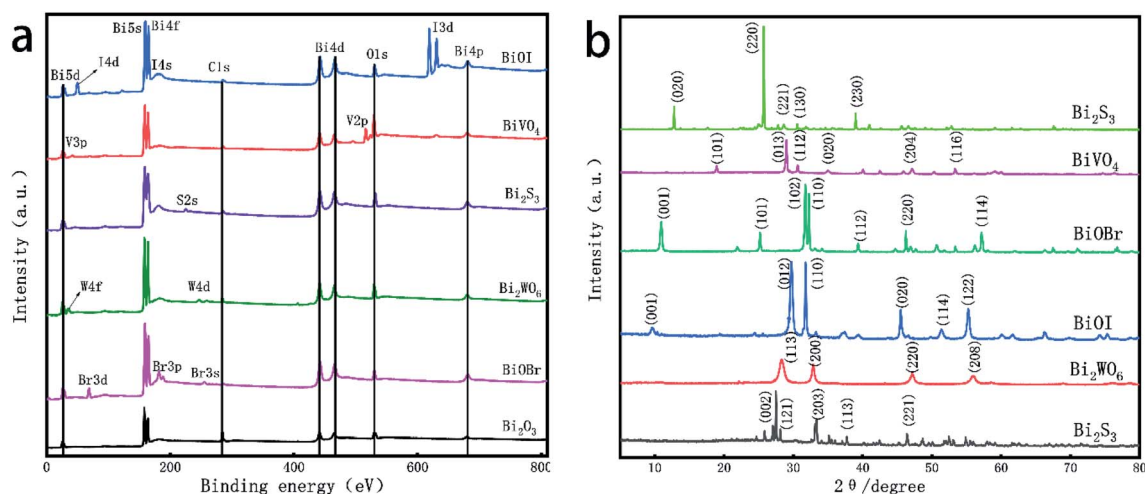 a
Bi5s
Bi4f
I3d
BiOI
I4d
Bi5d
I4s
C1s
Bi4d
O1s
Bi4p
V3p
V2p
BiVO4
S2s
Bi2S3
W4f
W4d
Bi2WO6
Br3d
Br3p
Br3s
BiOBr
Bi2O3
0 200 400 600 800
Binding energy (eV)
Intensity (a. u.)
b
(020)
(220)
(221)
(130)
(230)
Bi2S3
(101)
(013)
(112)
(020)
(204)
(116)
BiVO4
(001)
(101)
(102)
(110)
(112)
(220)
(114)
BiOBr
(001)
(012)
(110)
(020)
(114)
(122)
BiOI
(113)
(200)
(220)
(208)
Bi2WO6
(002)
(121)
(203)
(113)
(221)
Bi2S3
10 20 30 40 50 60 70 80
2 θ/degree
Intensity (a. u.)